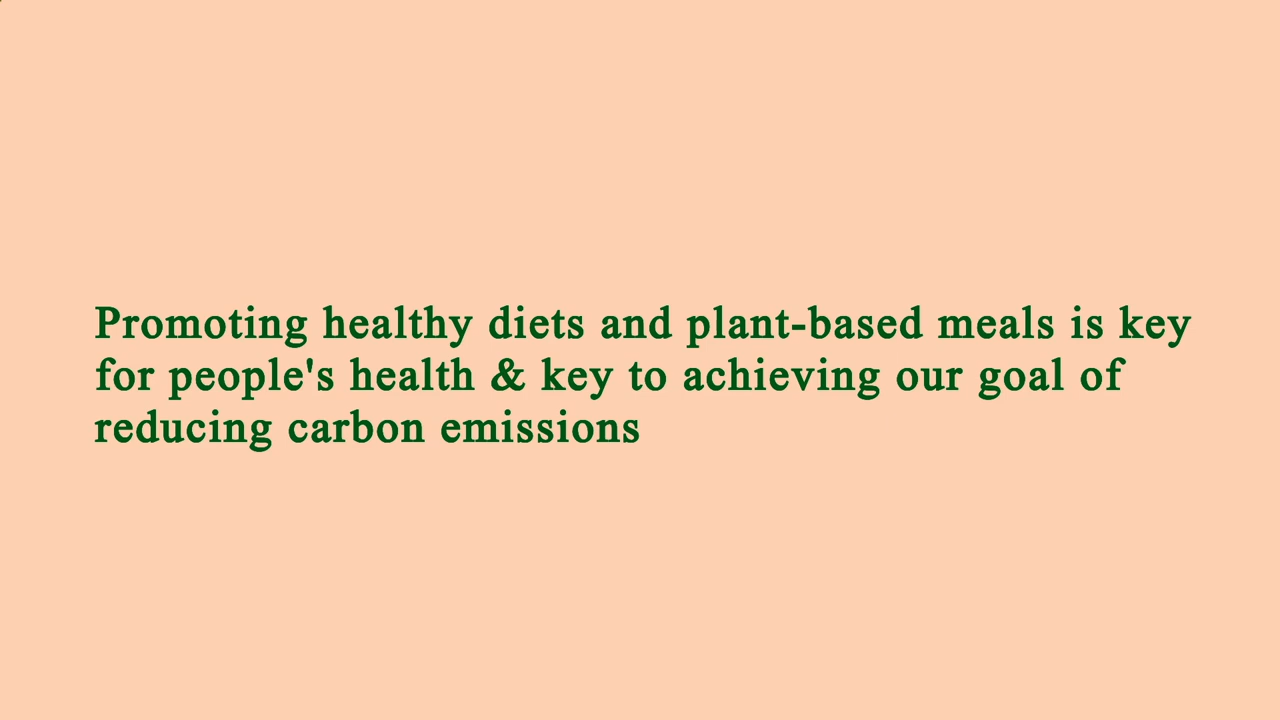 Promoting healthy diets and plant-based meals is key
for people's health & key to achieving our goal of
reducing carbon emissions